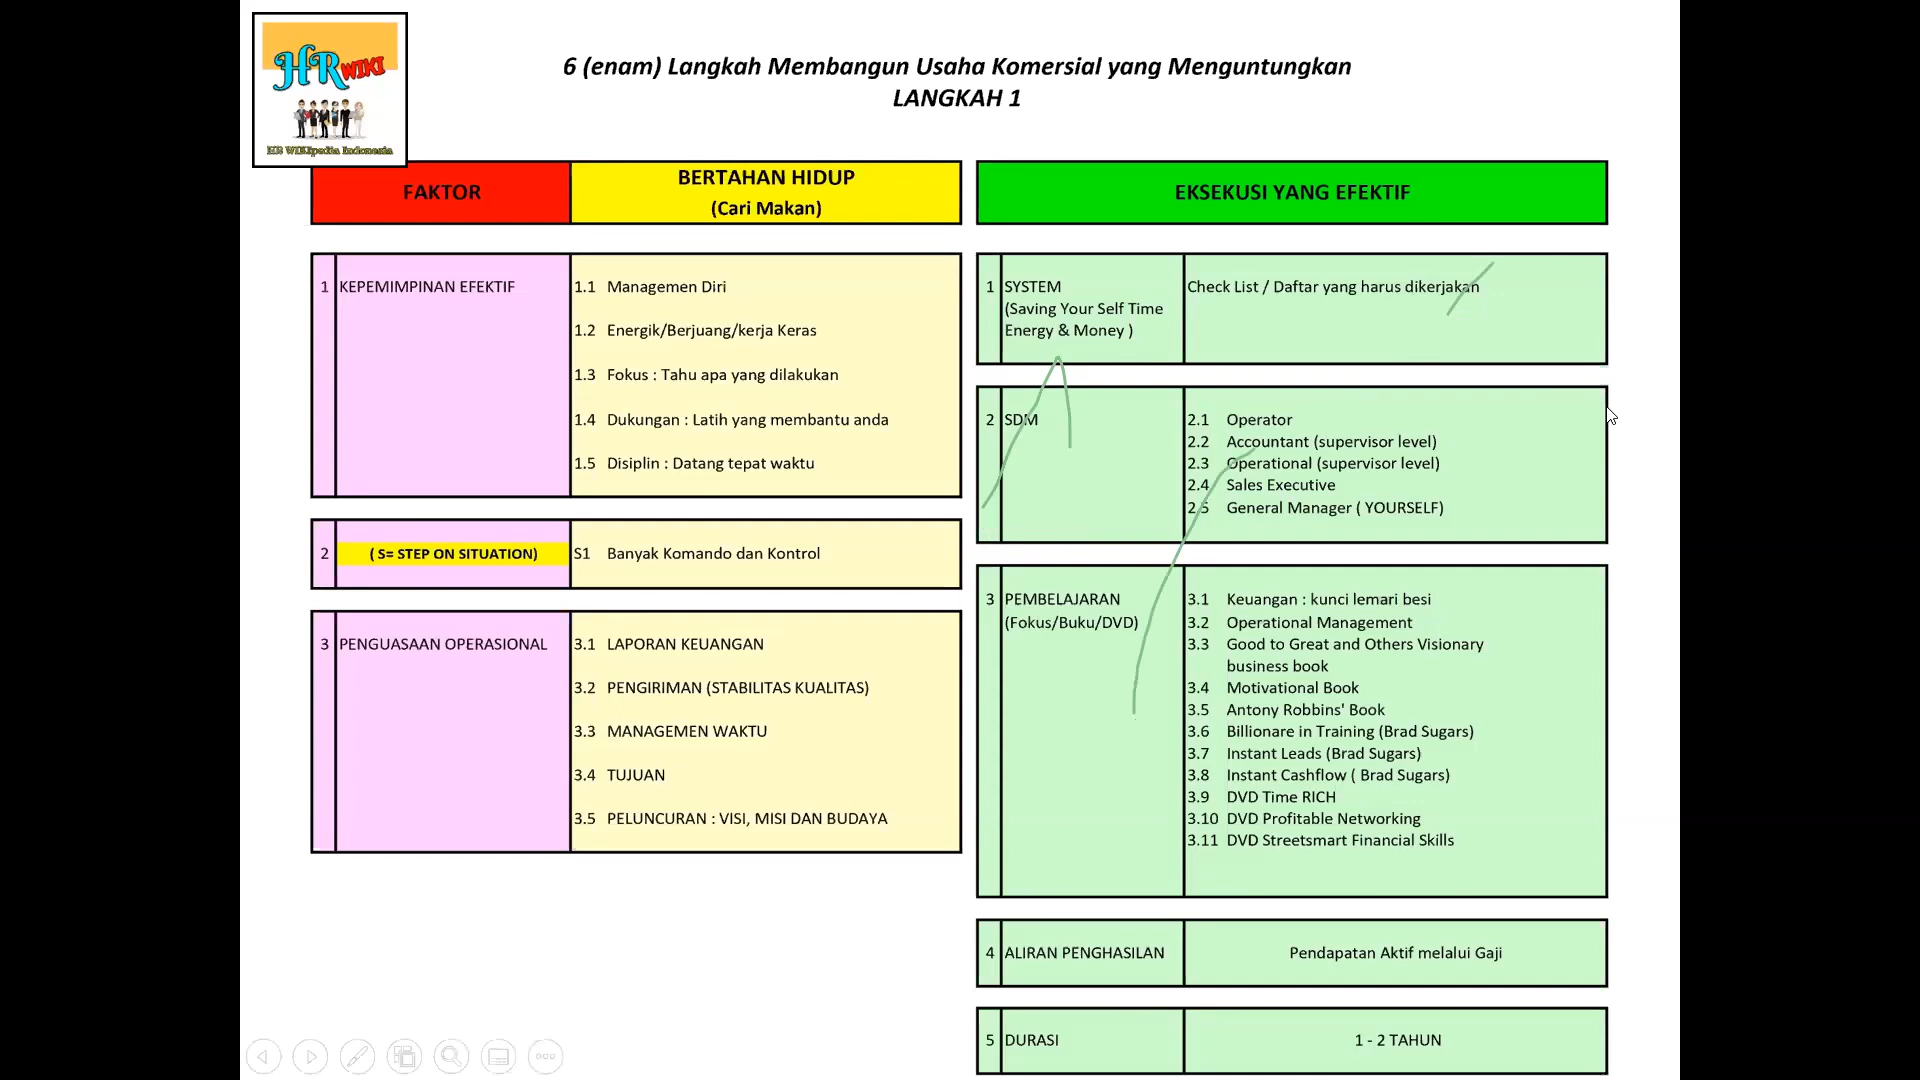 HR WIKI
HR WIKIpedia Indonesia
6 (enam) Langkah Membangun Usaha Komersial yang Menguntungkan
LANGKAH 1
FAKTOR
BERTAHAN HIDUP
(Cari Makan)
1 KEPEMIMPINAN EFEKTIF
1.1 Managemen Diri
1.2 Energik/Berjuang/kerja Keras
1.3 Fokus : Tahu apa yang dilakukan
1.4 Dukungan : Latih yang membantu anda
1.5 Disiplin : Datang tepat waktu
2 ( S= STEP ON SITUATION)
S1 Banyak Komando dan Kontrol
3 PENGUASAAN OPERASIONAL
3.1 LAPORAN KEUANGAN
3.2 PENGIRIMAN (STABILITAS KUALITAS)
3.3 MANAGEMEN WAKTU
3.4 TUJUAN
3.5 PELUNCURAN : VISI, MISI DAN BUDAYA
EKSEKUSI YANG EFEKTIF
1 SYSTEM
(Saving Your Self Time
Energy & Money )
Check List / Daftar yang harus dikerjakan
2 SDM
2.1 Operator
2.2 Accountant (supervisor level)
2.3 Operational (supervisor level)
2.4 Sales Executive
2.5 General Manager ( YOURSELF)
3 PEMBELAJARAN
(Fokus/Buku/DVD)
3.1 Keuangan : kunci lemari besi
3.2 Operational Management
3.3 Good to Great and Others Visionary
business book
3.4 Motivational Book
3.5 Antony Robbins' Book
3.6 Billionare in Training (Brad Sugars)
3.7 Instant Leads (Brad Sugars)
3.8 Instant Cashflow ( Brad Sugars)
3.9 DVD Time RICH
3.10 DVD Profitable Networking
3.11 DVD Streetsmart Financial Skills
4 ALIRAN PENGHASILAN
Pendapatan Aktif melalui Gaji
5 DURASI
1 - 2 TAHUN